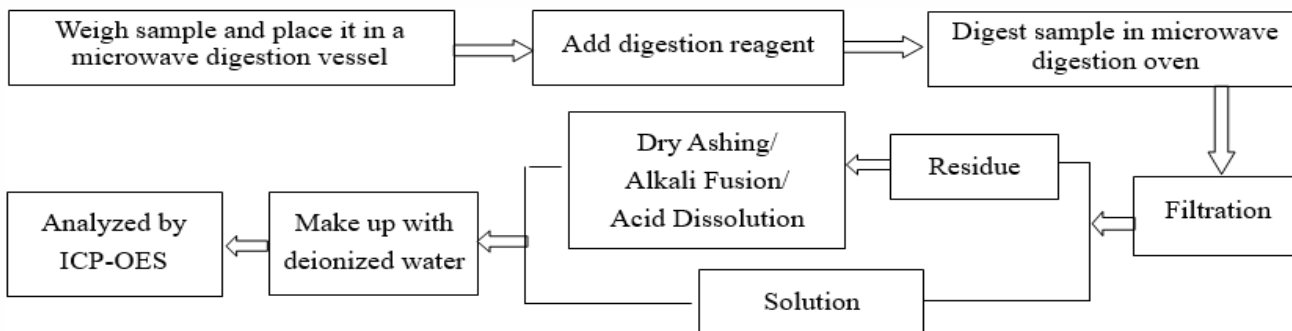 Weigh sample and place it in a
microwave digestion vessel
Add digestion reagent
Digest sample in microwave
digestion oven
Filtration
Residue
Dry Ashing/
Alkali Fusion/
Acid Dissolution
Solution
Make up with
deionized water
Analyzed by
ICP-OES